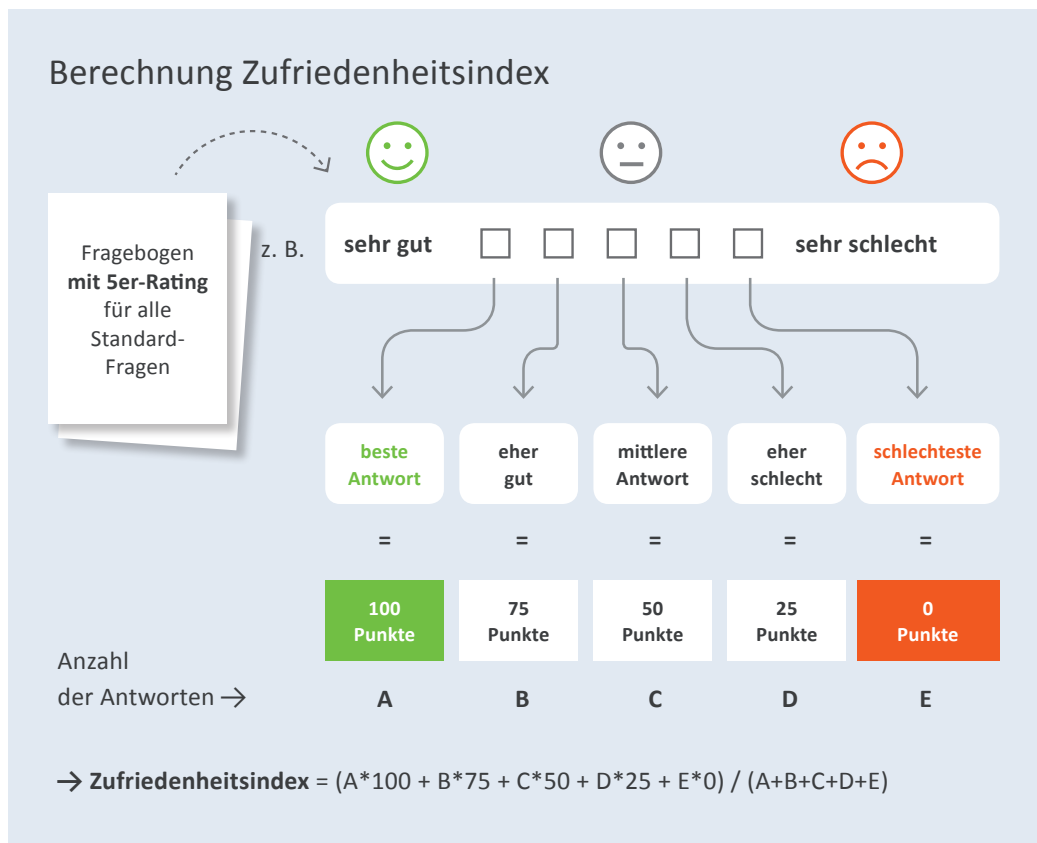 Berechnung Zufriedenheitsindex
Fragebogen
mit 5er-Rating
für alle
Standard-
Fragen
z. B.
sehr gut
sehr schlecht
beste
Antwort
eher
gut
mittlere
Antwort
eher
schlecht
schlechteste
Antwort
= = = = =
100
Punkte
75
Punkte
50
Punkte
25
Punkte
0
Punkte
Anzahl
der Antworten →
A B C D E
→ Zufriedenheitsindex = (A*100 + B*75 + C*50 + D*25 + E*0) / (A+B+C+D+E)